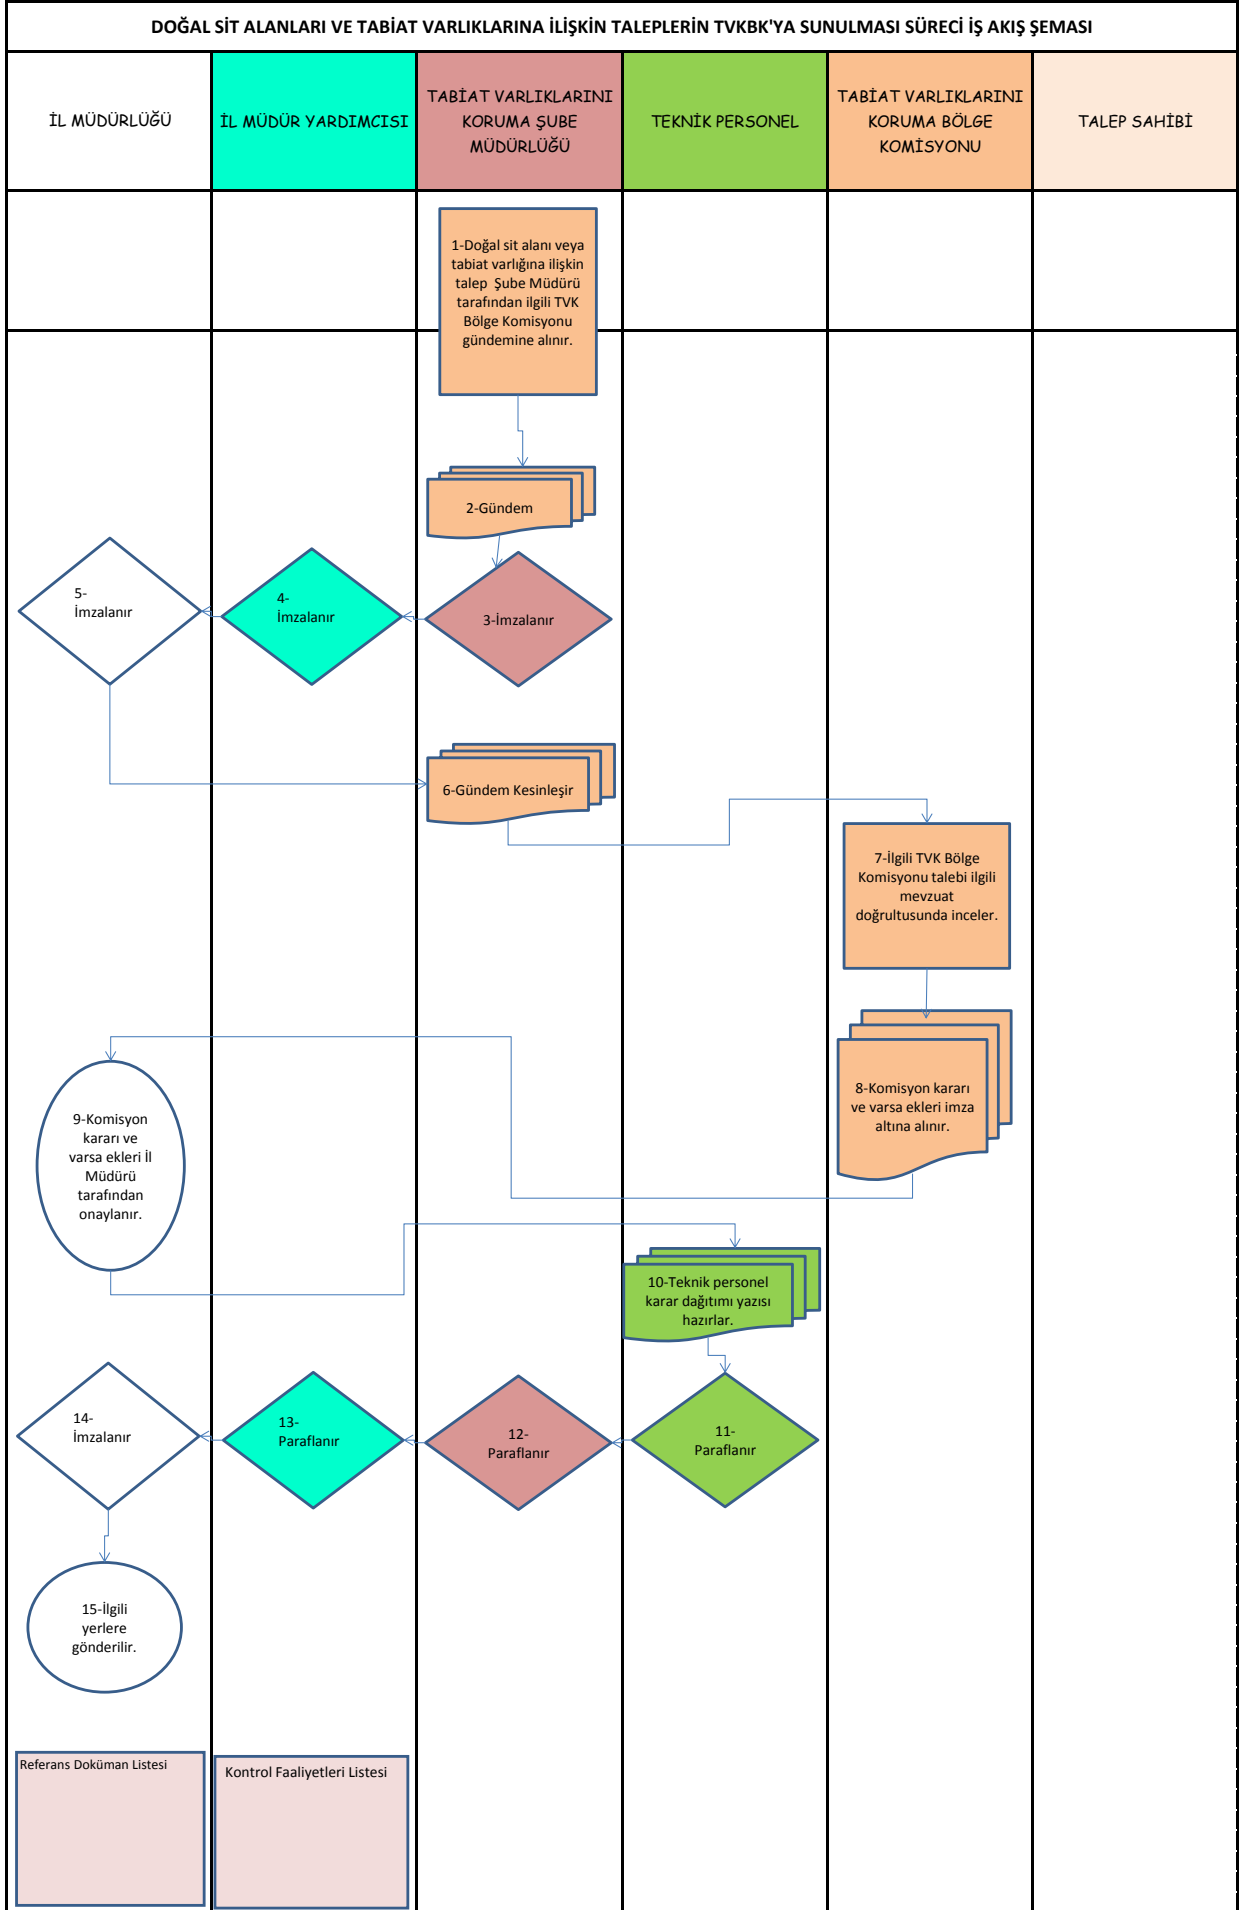 DOĞAL SİT ALANLARI VE TABİAT VARLIKLARINA İLİŞKİN TALEPLERİN TVKBK'YA SUNULMASI SÜRECİ İŞ AKIŞ ŞEMASI
İL MÜDÜRLÜĞÜ
İL MÜDÜR YARDIMCISI
TABİAT VARLIKLARINI
KORUMA ŞUBE
MÜDÜRLÜĞÜ
TEKNİK PERSONEL
TABİAT VARLIKLARINI
KORUMA BÖLGE
KOMİSYONU
TALEP SAHİBİ
1-Doğal sit alanı veya
tabiat varlığına ilişkin
talep Şube Müdürü
tarafından ilgili TVK
Bölge Komisyonu
gündemine alınır.
2-Gündem
3-İmzalanır
4-
İmzalanır
5-
İmzalanır
6-Gündem Kesinleşir
7-İlgili TVK Bölge
Komisyonu talebi ilgili
mevzuat
doğrultusunda inceler.
8-Komisyon kararı
ve varsa ekleri imza
altına alınır.
9-Komisyon
kararı ve
varsa ekleri İl
Müdürü
tarafından
onaylanır.
10-Teknik personel
karar dağıtımı yazısı
hazırlar.
11-
Paraflanır
12-
Paraflanır
13-
Paraflanır
14-
İmzalanır
15-İlgili
yerlere
gönderilir.
Referans Doküman Listesi
Kontrol Faaliyetleri Listesi